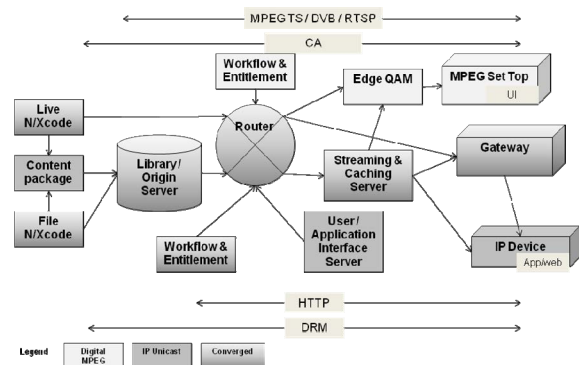 MPEG TS / DVB / RTSP
CA
Workflow &
Entitlement
Edge QAM
MPEG Set Top
UI
Live
N/Xcode
Router
Content
package
Library/
Origin
Server
Streaming &
Caching
Server
Gateway
File
N/Xcode
Workflow &
Entitlement
User/
Application
Interface
Server
IP Device
App/web
HTTP
DRM
Legend
Digital
MPEG
IP Unicast
Converged